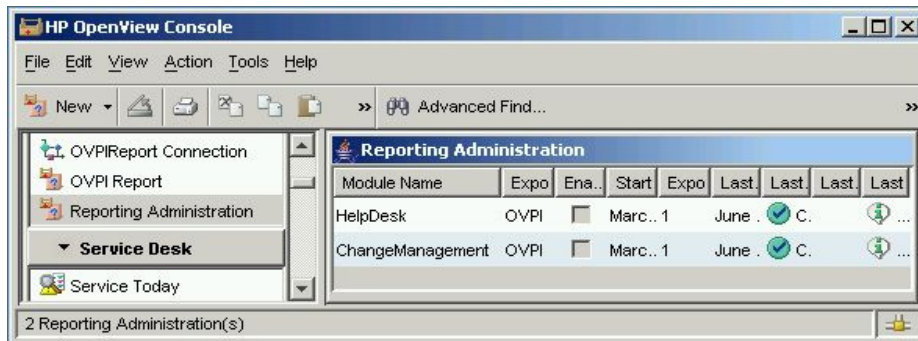 HP OpenView Console
File Edit View Action Tools Help
New » Advanced Find... »
OVPIReport Connection
OVPI Report
Reporting Administration
Service Desk
Service Today
Reporting Administration
Module Name Expo Ena.. Start Expo Last Last. Last. Last
HelpDesk OVPI Marc.. 1 June . C. ...
ChangeManagement OVPI Marc.. 1 June . C. ...
2 Reporting Administration(s)